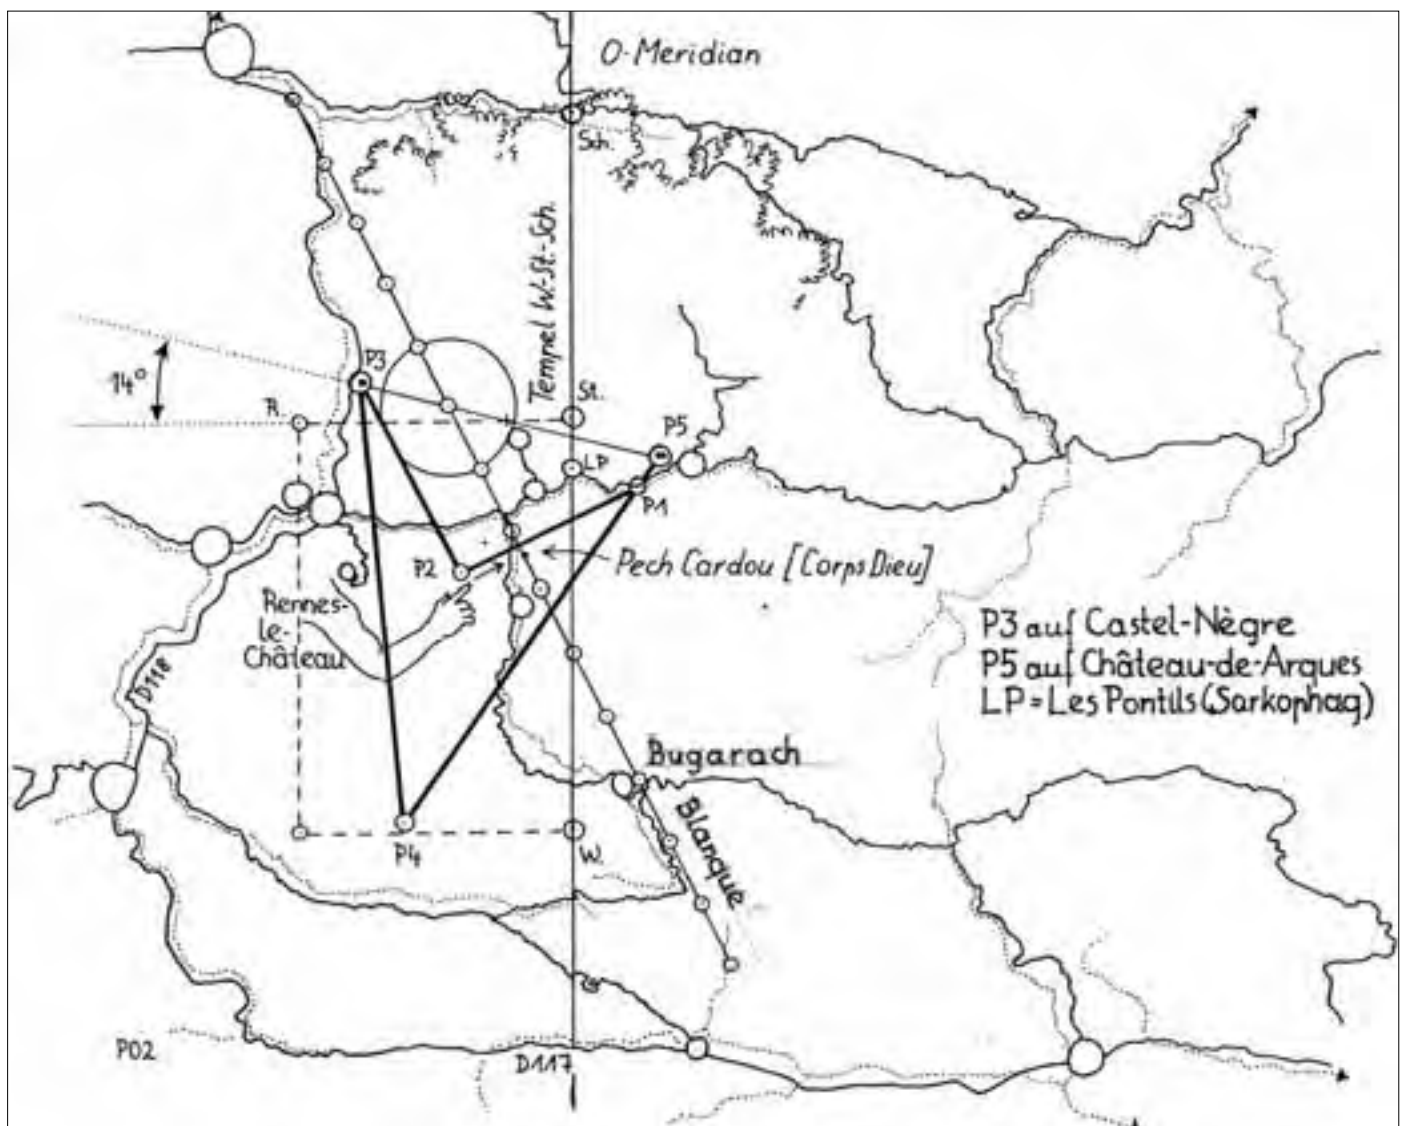 O-Meridian
Sch.
Tempel W.-St.-Sch.
14°
P3
R.
St.
P5
LP
P1
P2
Pech Cardou [Corps Dieu]
Rennes-
le-
Château
P3 auf Castel-Nègre
P5 auf Château-de-Arques
LP = Les Pontils (Sarkophag)
D118
Bugarach
Blanque
P4
W.
P02
D117